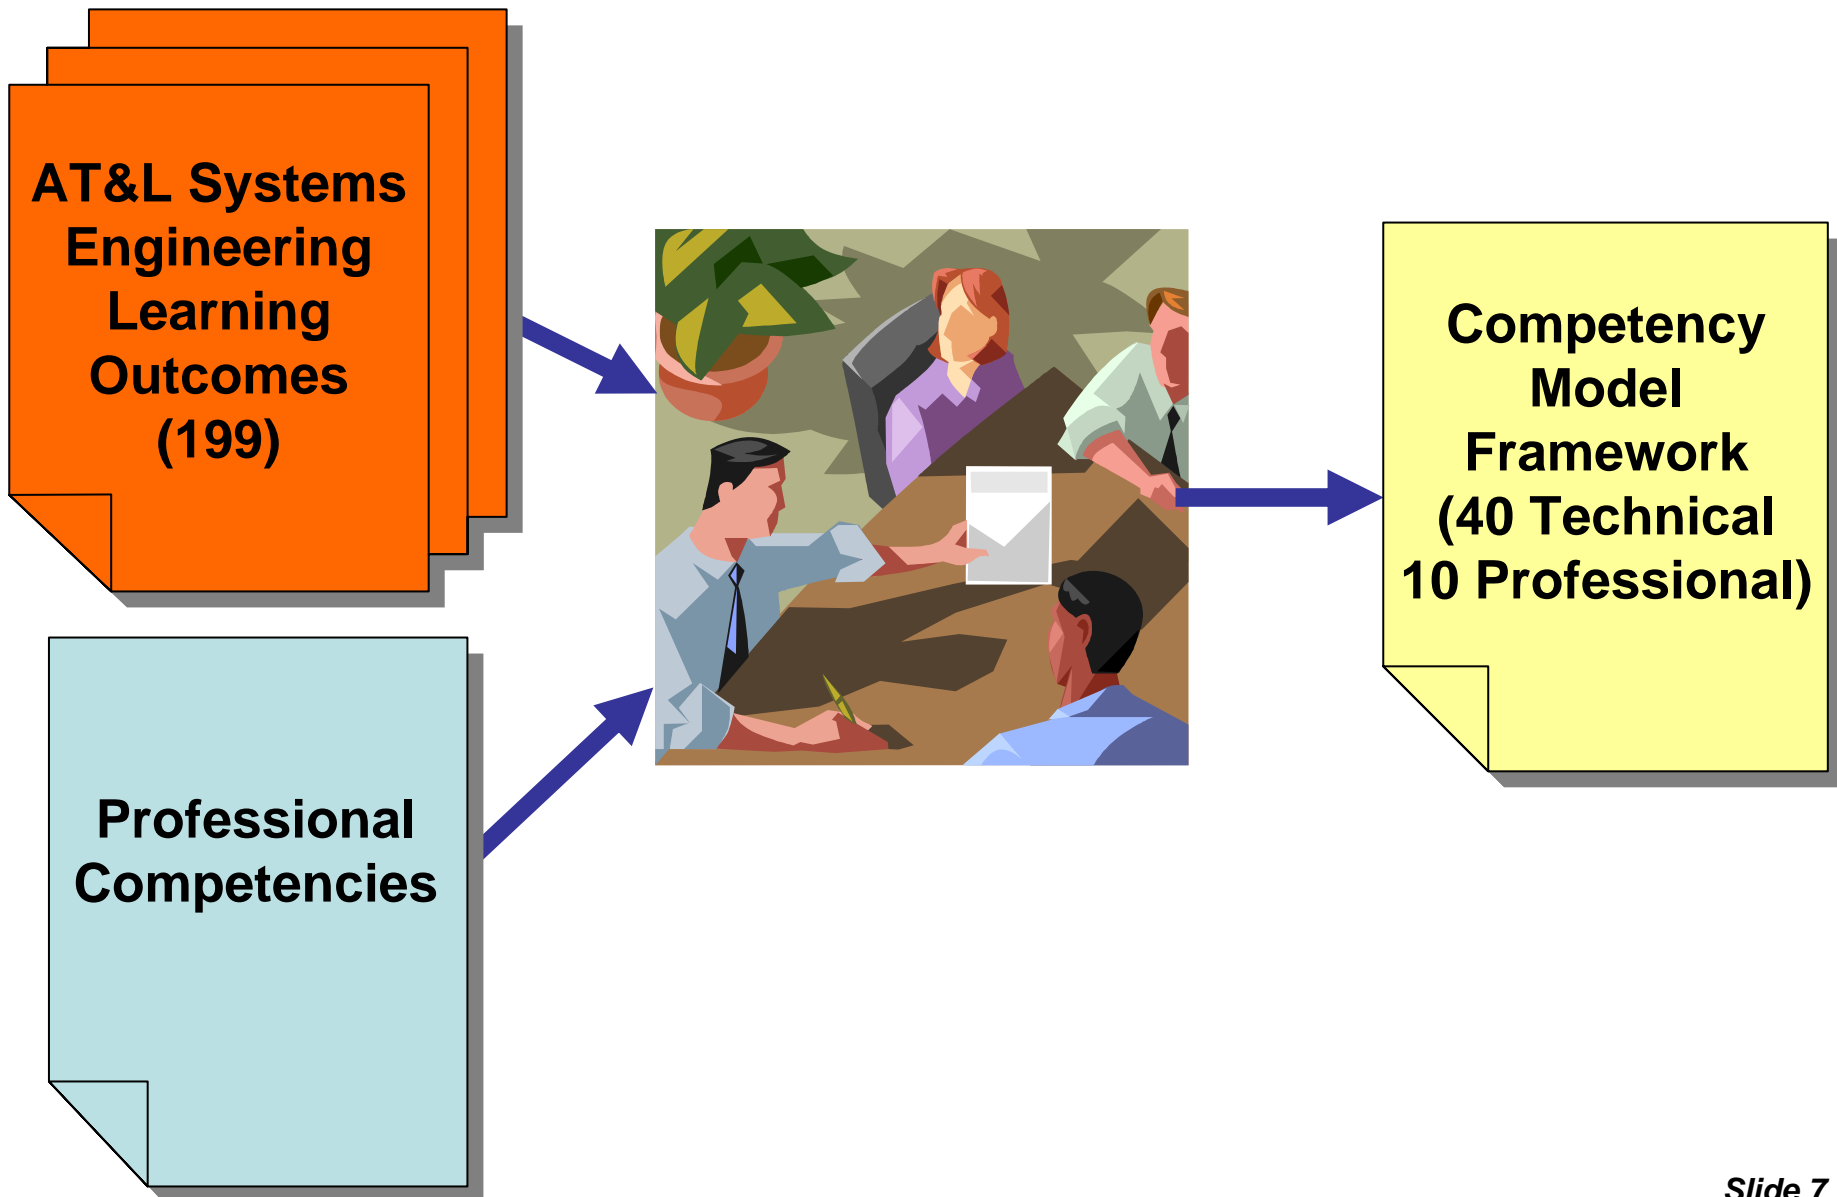 AT&L Systems
Engineering
Learning
Outcomes
(199)
Professional
Competencies
Competency
Model
Framework
(40 Technical
10 Professional)
Slide 7